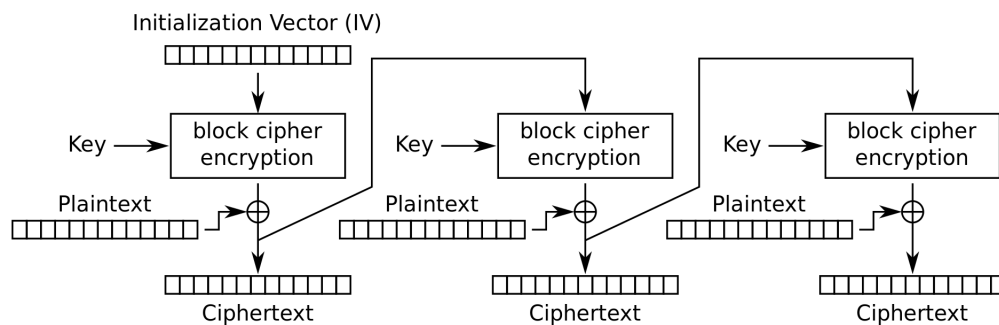 Initialization Vector (IV)
Key
block cipher
encryption
Key
block cipher
encryption
Key
block cipher
encryption
Plaintext
Plaintext
Plaintext
Ciphertext
Ciphertext
Ciphertext